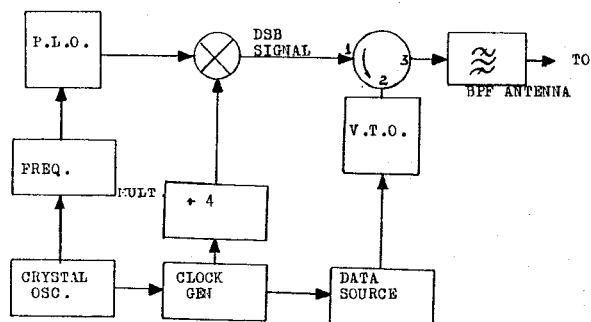 P.L.O.
DSB
SIGNAL
1
2
3
TO
BPF ANTENNA
V.T.O.
FREQ.
MULT.
÷ 4
CRYSTAL
OSC.
CLOCK
GEN
DATA
SOURCE